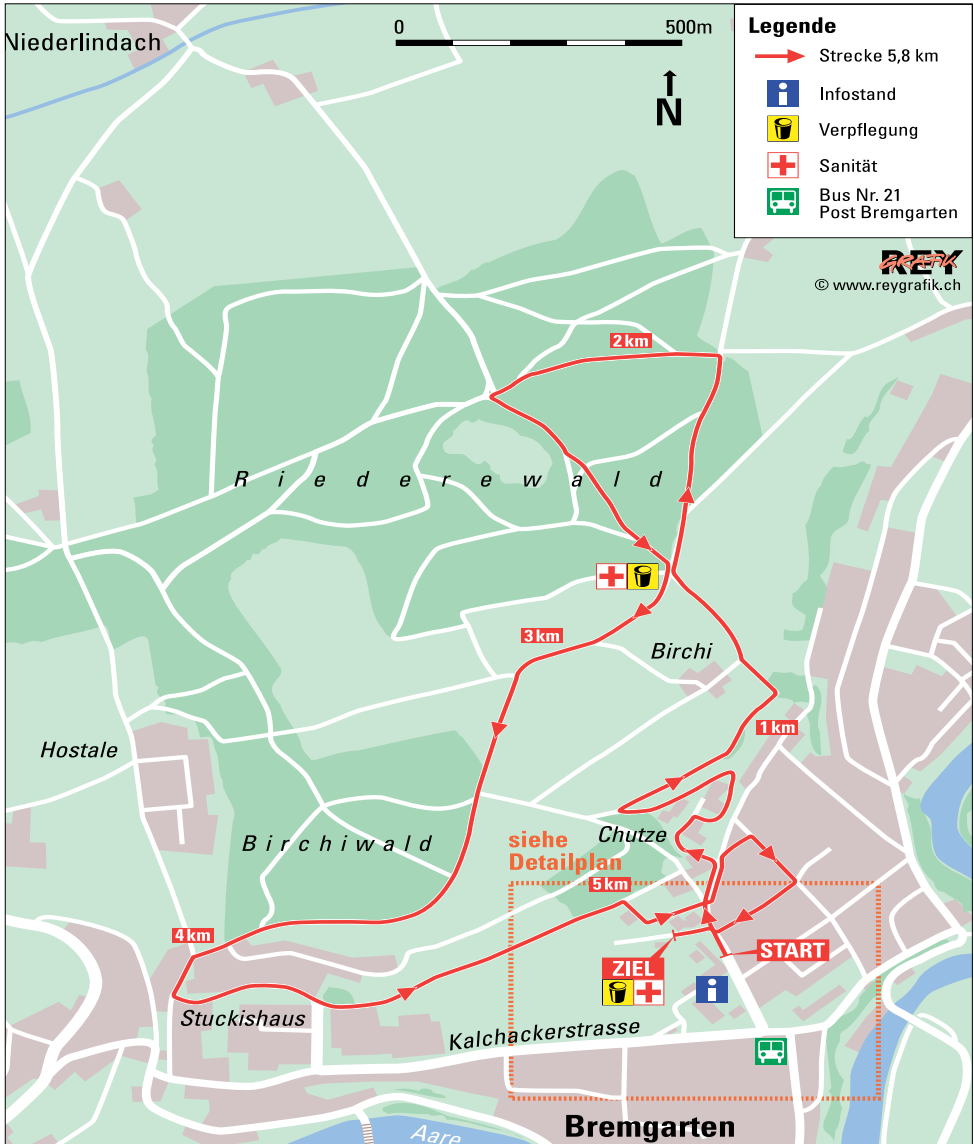 Niederlindach
0
500m
N
Legende
Strecke 5,8 km
Infostand
Verpflegung
Sanität
Bus Nr. 21
Post Bremgarten
REY
GRAFIK
© www.reygrafik.ch
2 km
Riederewald
3 km
Birchi
1 km
Hostale
Chutze
Birchiwald
siehe
Detailplan
5 km
4 km
START
ZIEL
Stuckishaus
Kalchackerstrasse
Bremgarten
Aare